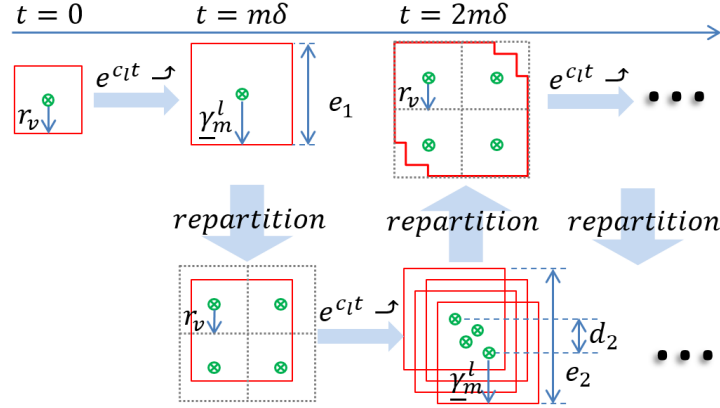 t = 0
t = mδ
t = 2mδ
r_v
e^{c_l t}
γ_m^l
e_1
r_v
e^{c_l t}
repartition
repartition
repartition
r_v
e^{c_l t}
γ_m^l
d_2
e_2